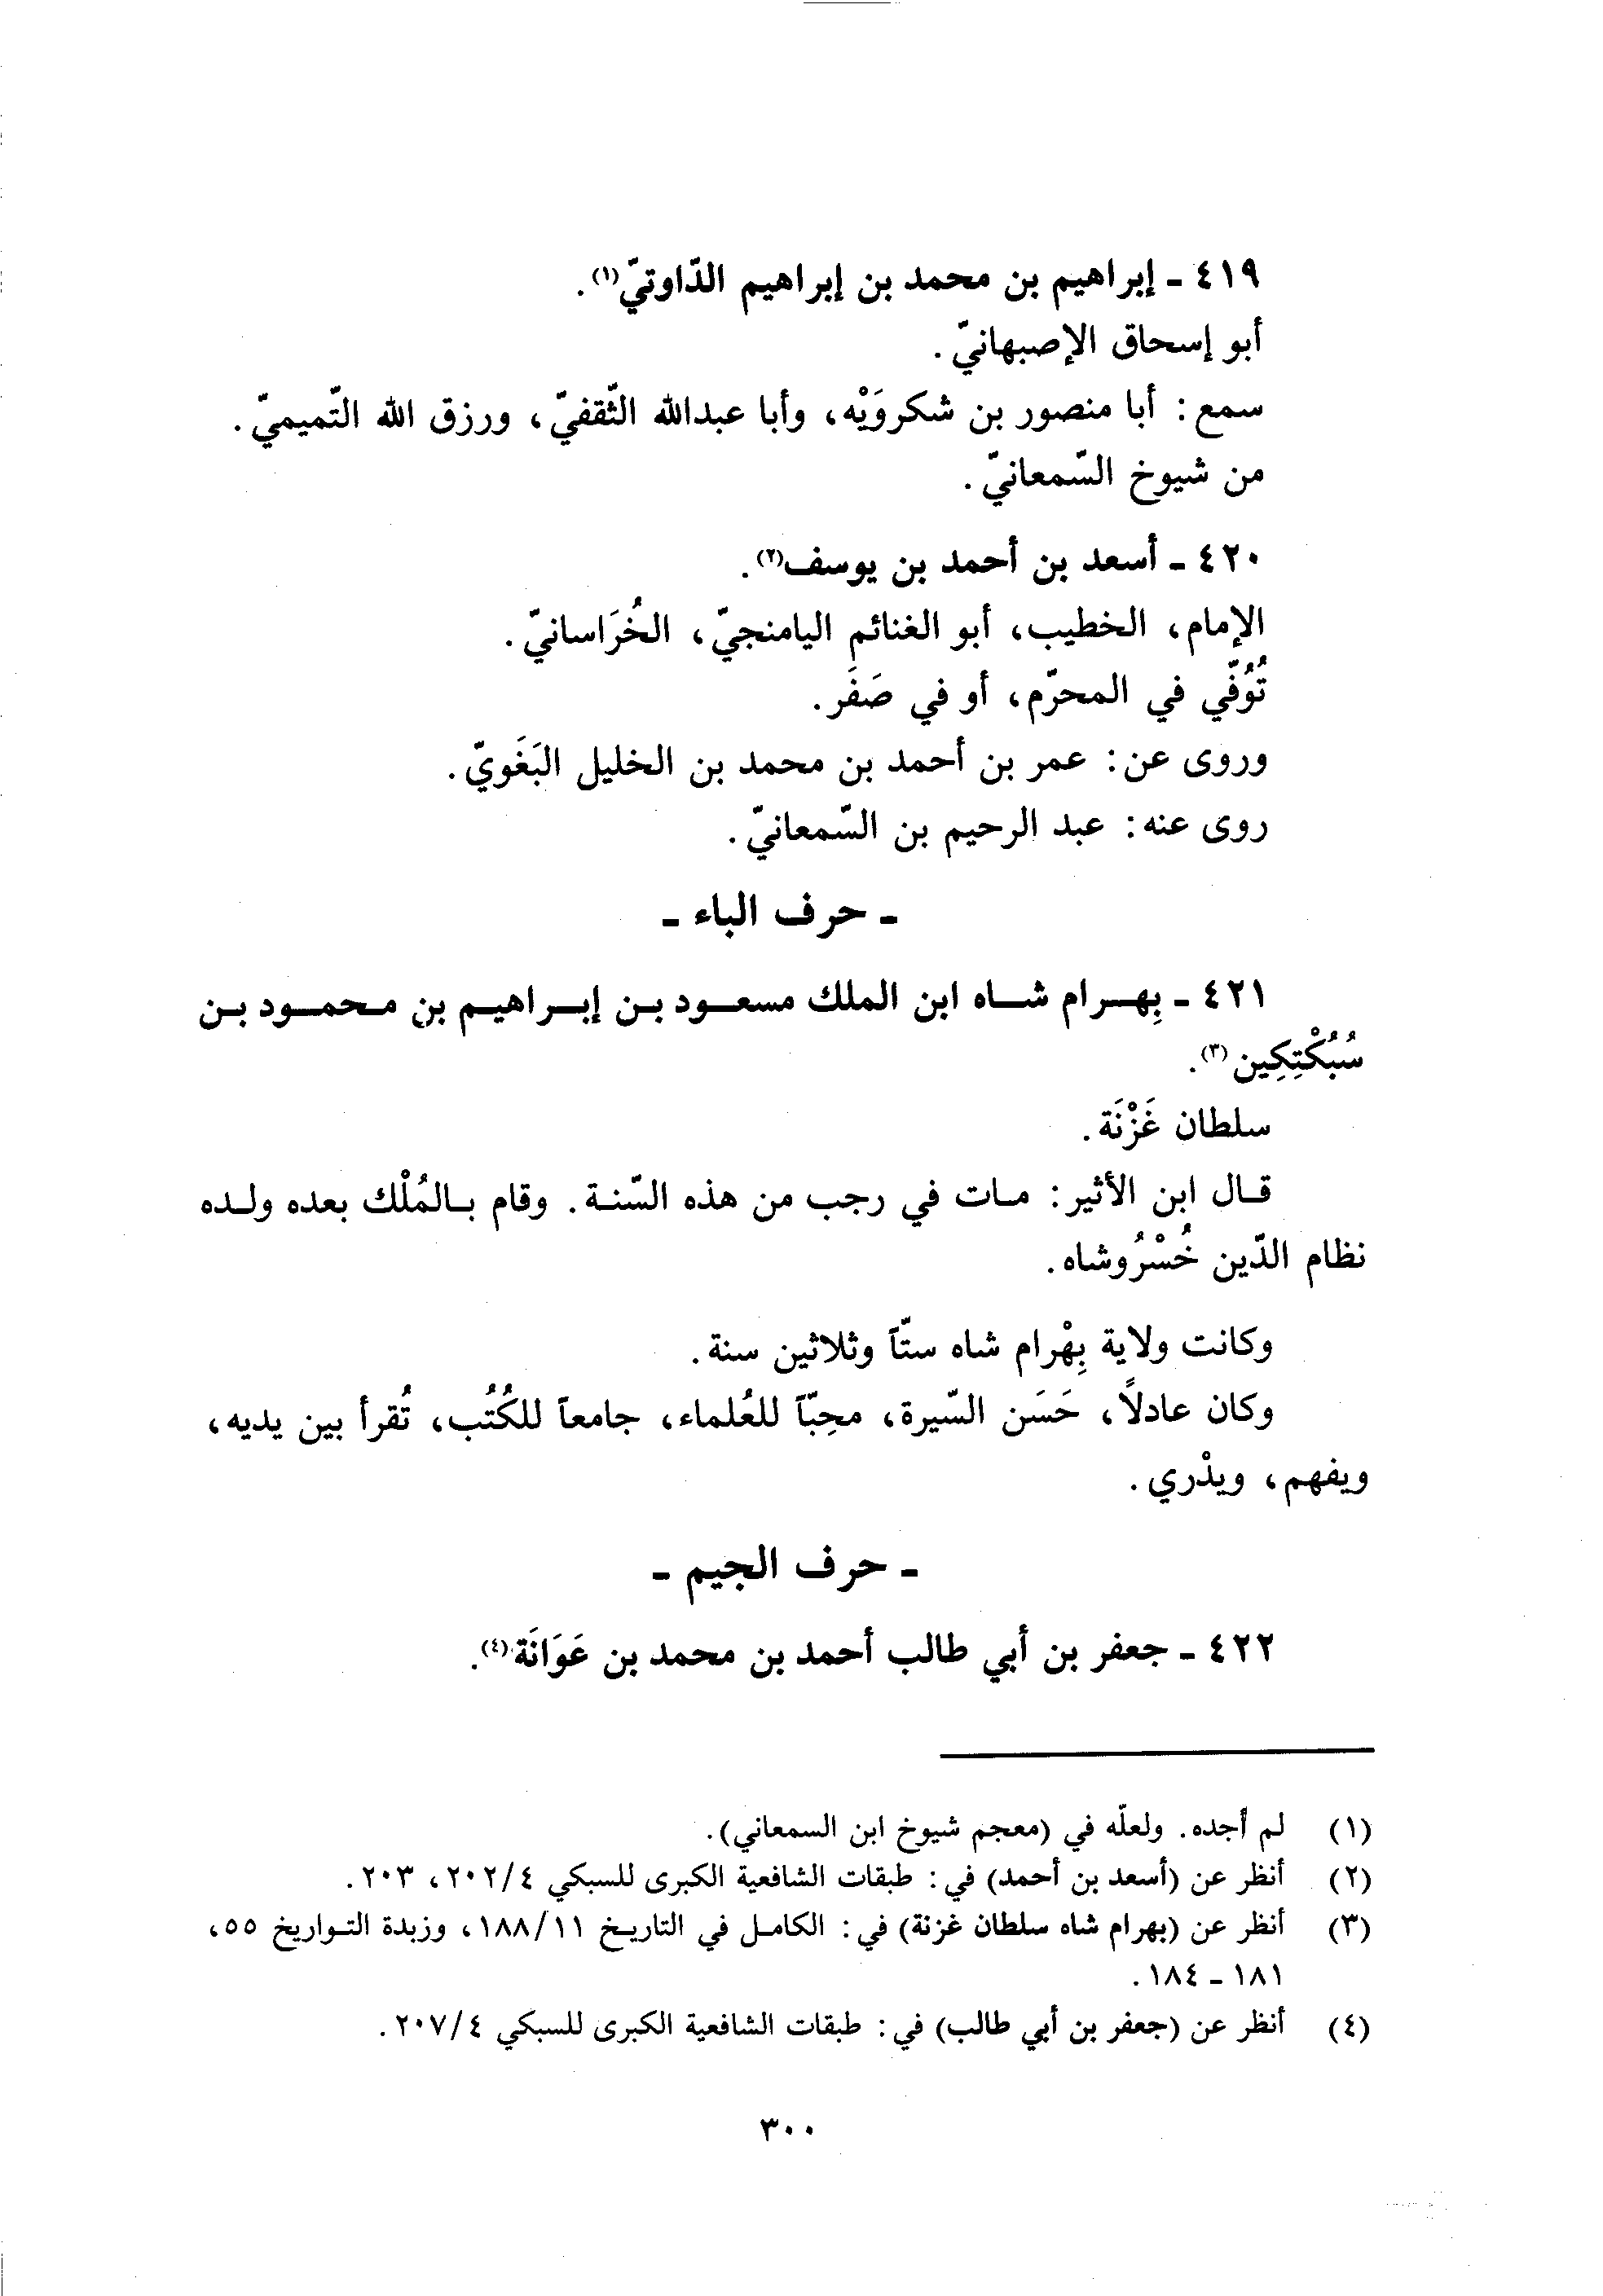 ٤١٩ - إبراهيم بن محمد بن إبراهيم الدّاوتيّ(١).
أبو إسحاق الإصبهانيّ.
سمع: أبا منصور بن شكروَيْه، وأبا عبدالله الثّقفيّ، ورزق الله التّميميّ.
من شيوخ السّمعانيّ.
٤٢٠ - أسعد بن أحمد بن يوسف(٢).
الإمام، الخطيب، أبو الغنائم اليامنجيّ، الخُرَاسانيّ.
تُوُفّي في المحرّم، أو في صَفَر.
وروى عن: عمر بن أحمد بن محمد بن الخليل البَغَويّ.
روى عنه: عبد الرحيم بن السّمعانيّ.
- حرف الباء -
٤٢١ - بِهرام شاه ابن الملك مسعود بن إبراهيم بن محمود بن
سُبُكْتِكِين(٣).
سلطان غَزْنَة.
قال ابن الأثير: مات في رجب من هذه السّنة. وقام بالمُلْك بعده ولده
نظام الدّين خُسْرُوشاه.
وكانت ولاية بِهْرام شاه ستّاً وثلاثين سنة.
وكان عادلاً، حَسَن السّيرة، محِبّاً للعُلماء، جامعاً للكُتُب، تُقرأ بين يديه،
ويفهم، ويدْري.
- حرف الجيم -
٤٢٢ - جعفر بن أبي طالب أحمد بن محمد بن عَوَانَة(٤).
(١) لم أجده. ولعلّه في (معجم شيوخ ابن السمعاني).
(٢) أنظر عن (أسعد بن أحمد) في: طبقات الشافعية الكبرى للسبكي ٢٠٢/٤، ٢٠٣.
(٣) أنظر عن (بهرام شاه سلطان غزنة) في: الكامل في التاريخ ١٨٨/١١، وزبدة التواريخ ٥٥،
١٨١ - ١٨٤.
(٤) أنظر عن (جعفر بن أبي طالب) في: طبقات الشافعية الكبرى للسبكي ٢٠٧/٤.
٣٠٠